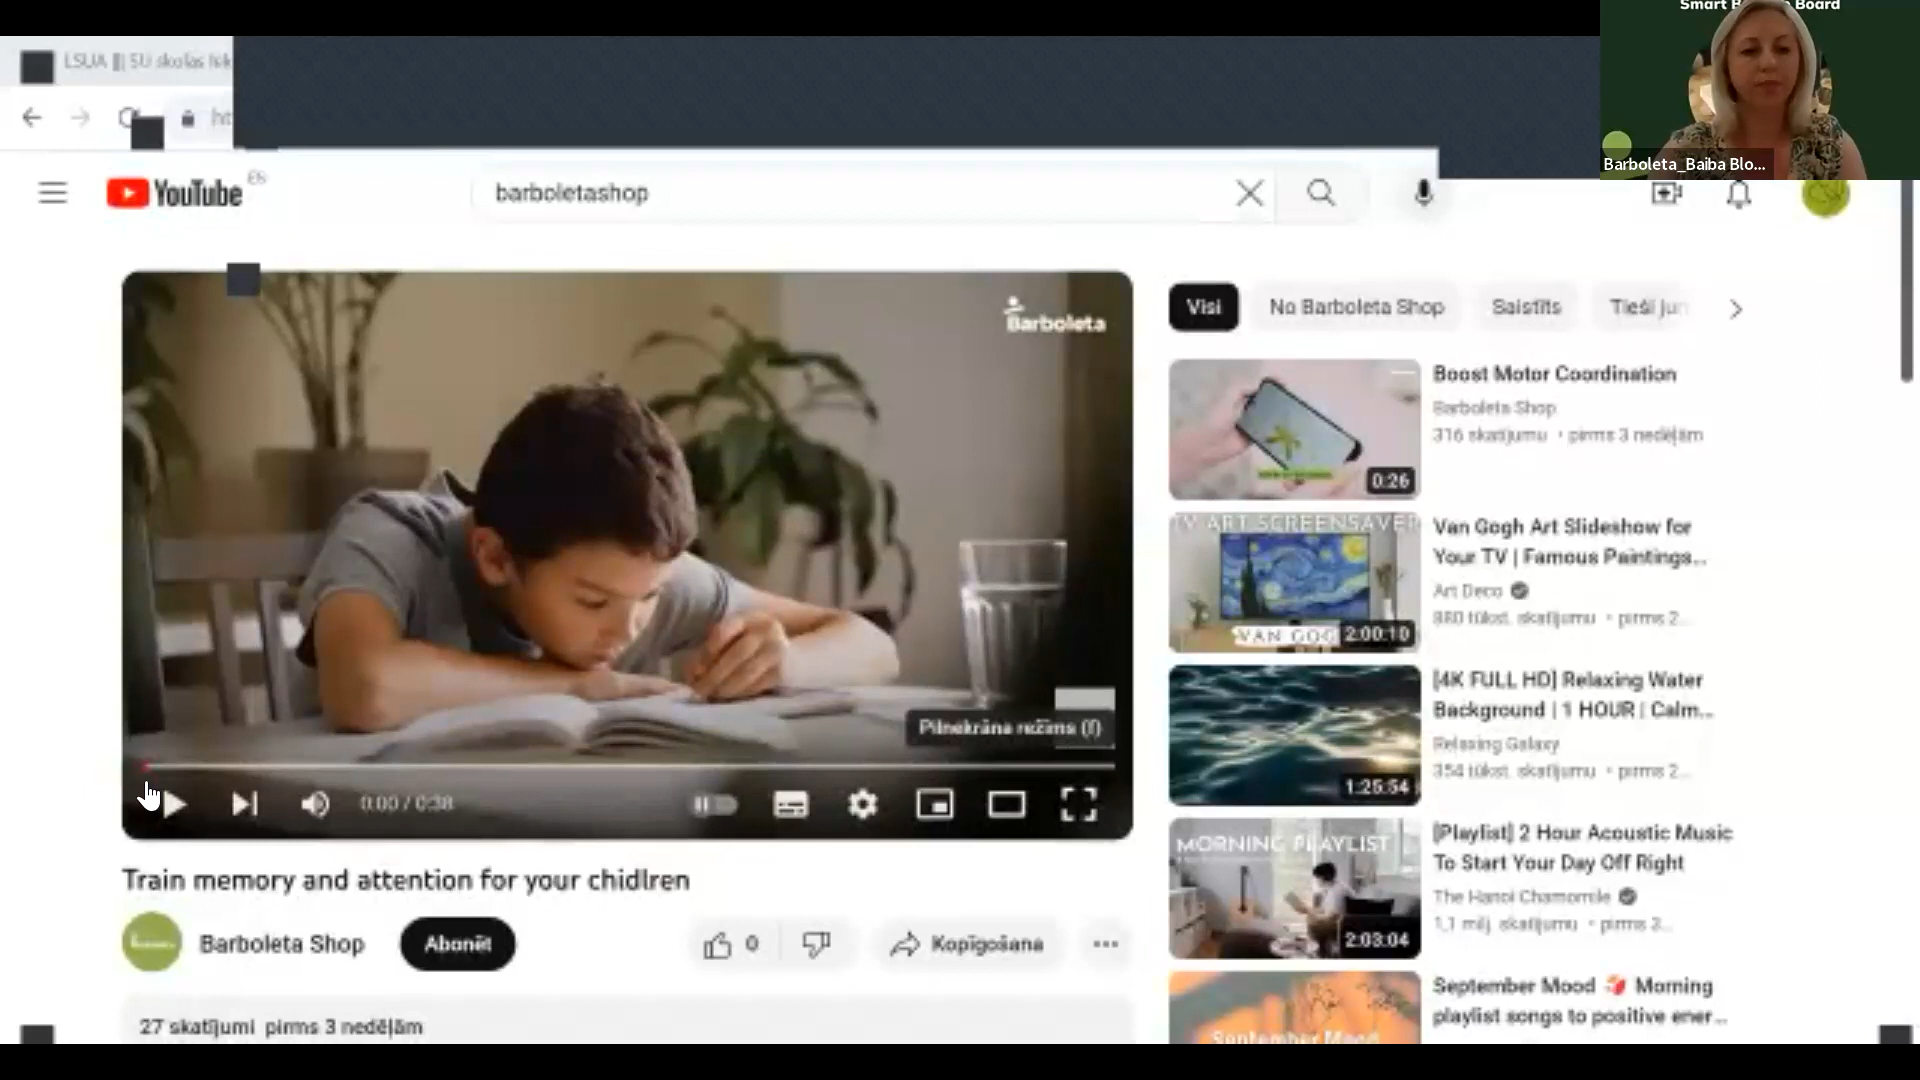 Smart Board
Barboleta_Baiba Blo...
LSUA
YouTube
barboletashop
Barboleta
Visi
No Barboleta Shop
Saistīts
Tieši
Boost Motor Coordination
Barboleta Shop
316 skatījumu • pirms 3 nedēļām
0:26
TV ART SCREENSAVER
VAN GOG
2:00:10
Van Gogh Art Slideshow for
Your TV | Famous Paintings...
Art Deco
880 tūkst. skatījumu • pirms 2...
[4K FULL HD] Relaxing Water
Background | 1 HOUR | Calm...
Relaxing Galaxy
354 tūkst. skatījumu • pirms 2...
1:25:54
Pilnekrāna režīms (f)
0:00 / 0:38
MORNING PLAYLIST
2:03:04
[Playlist] 2 Hour Acoustic Music
To Start Your Day Off Right
The Hanoi Chamomile
1,1 milj. skatījumu • pirms 3...
Train memory and attention for your chidlren
Barboleta Shop
Abonēt
0
Kopīgošana
27 skatījumi pirms 3 nedēļām
September Mood
September Mood Morning
playlist songs to positive ener...